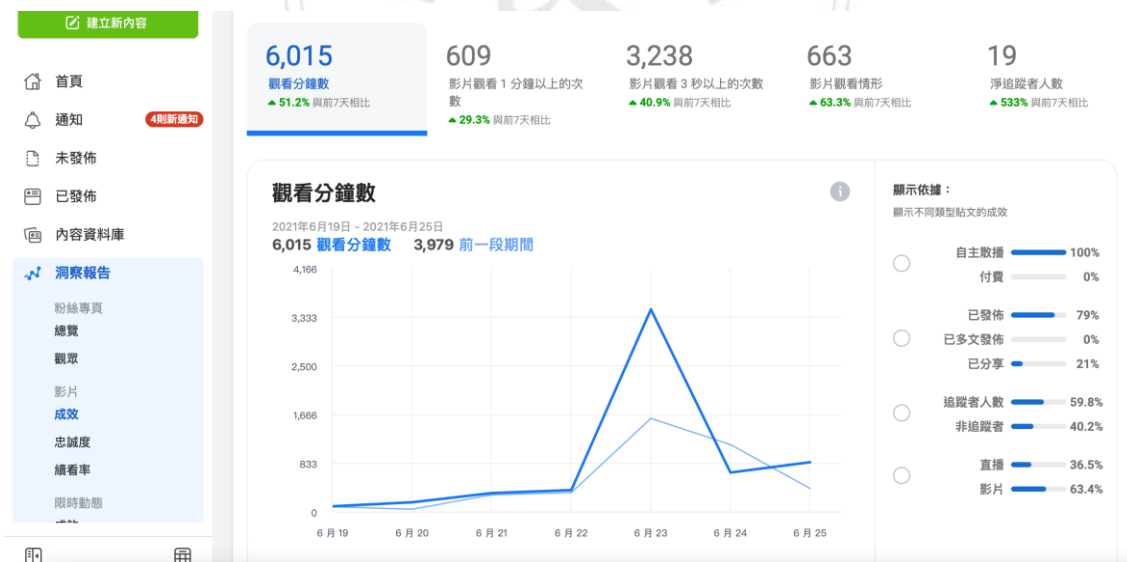 建立新內容
首頁
通知
4則新通知
未發佈
已發佈
內容資料庫
洞察報告
粉絲專頁
總覽
觀眾
影片
成效
忠誠度
續看率
限時動態
6,015
觀看分鐘數
51.2% 與前7天相比
609
影片觀看 1 分鐘以上的次
數
29.3% 與前7天相比
3,238
影片觀看 3 秒以上的次數
40.9% 與前7天相比
663
影片觀看情形
63.3% 與前7天相比
19
淨追蹤者人數
533% 與前7天相比
觀看分鐘數
2021年6月19日 - 2021年6月25日
6,015 觀看分鐘數 3,979 前一段期間
4,166
3,333
2,500
1,666
833
0
6 月 19 6 月 20 6 月 21 6 月 22 6 月 23 6 月 24 6 月 25
顯示依據：
顯示不同類型貼文的成效
自主散播 100%
付費 0%
已發佈 79%
已多文發佈 0%
已分享 21%
追蹤者人數 59.8%
非追蹤者 40.2%
直播 36.5%
影片 63.4%